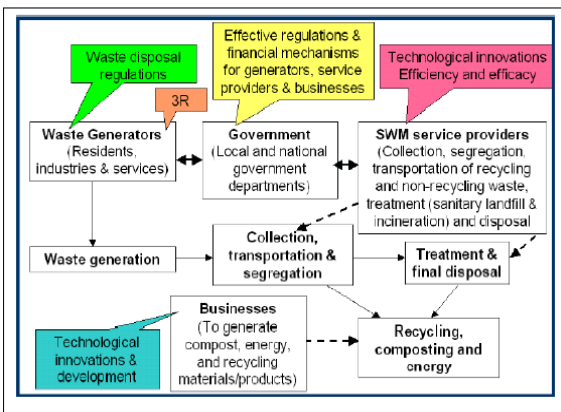 Waste disposal
regulations
Effective regulations &
financial mechanisms
for generators, service
providers & businesses
Technological innovations
Efficiency and efficacy
3R
Waste Generators
(Residents,
industries & services)
Government
(Local and national
government
departments)
SWM service providers
(Collection, segregation,
transportation of recycling
and non-recycling waste,
treatment (sanitary landfill &
incineration) and disposal
Waste generation
Collection,
transportation &
segregation
Treatment &
final disposal
Businesses
(To generate
compost, energy,
and recycling
materials/products)
Technological
innovations &
development
Recycling,
composting and
energy